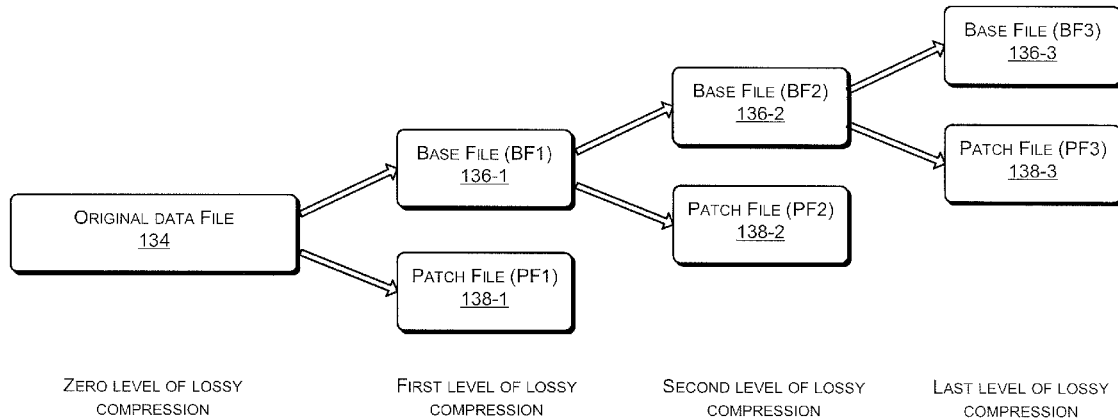 BASE FILE (BF3)
136-3
BASE FILE (BF2)
136-2
BASE FILE (BF1)
136-1
PATCH FILE (PF3)
138-3
ORIGINAL DATA FILE
134
PATCH FILE (PF2)
138-2
PATCH FILE (PF1)
138-1
ZERO LEVEL OF LOSSY
COMPRESSION
FIRST LEVEL OF LOSSY
COMPRESSION
SECOND LEVEL OF LOSSY
COMPRESSION
LAST LEVEL OF LOSSY
COMPRESSION